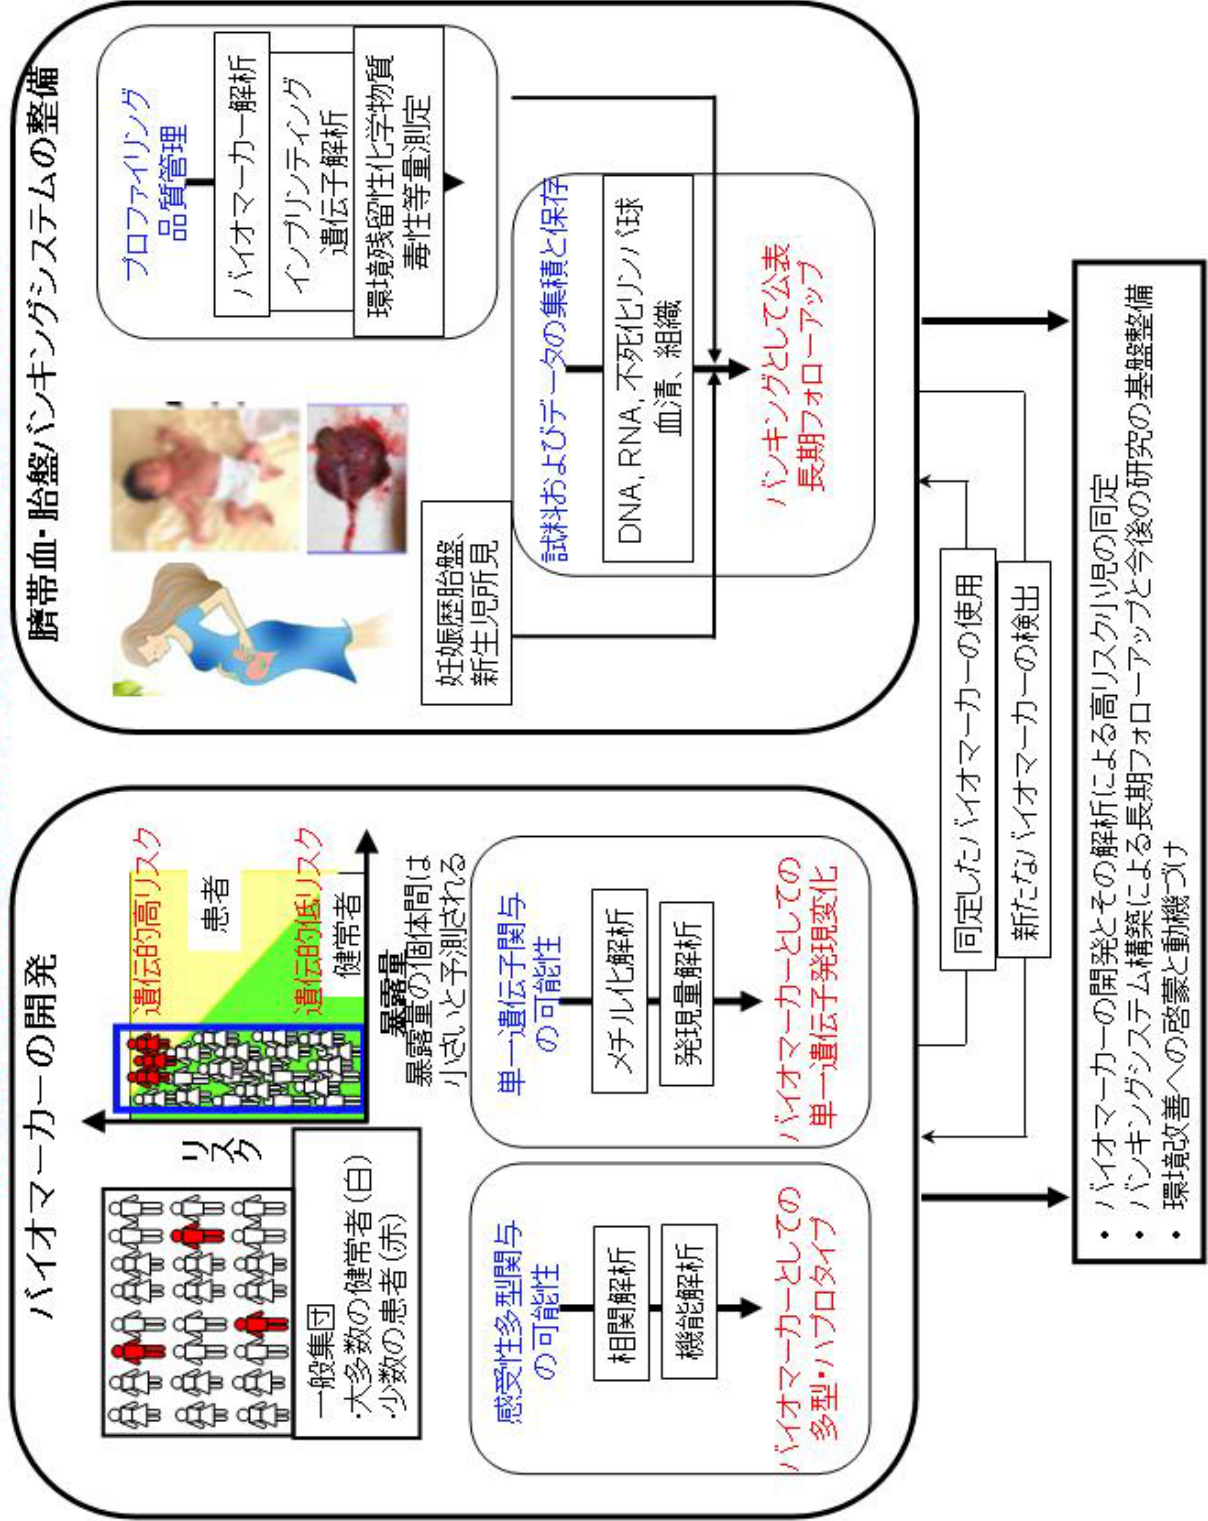 バイオマーカーの開発
リスク
遺伝的高リスク
患者
遺伝的低リスク
健常者
暴露量
暴露量の個体間は
小さいと予測される
一般集団
・大多数の健常者(白)
・少数の患者(赤)
感受性多型関与
の可能性
相関解析
機能解析
バイオマーカーとしての
多型・ハプロタイプ
単一遺伝子関与
の可能性
メチル化解析
発現量解析
バイオマーカーとしての
単一遺伝子発現変化
臍帯血・胎盤バンキングシステムの整備
プロファイリング
品質管理
バイオマーカー解析
インプリンティング
遺伝子解析
環境残留性化学物質
毒性等量測定
妊娠歴胎盤、
新生児所見
試料およびデータの集積と保存
DNA, RNA, 不死化リンパ球
血清、組織
バンキングとして公表
長期フォローアップ
同定したバイオマーカーの使用
新たなバイオマーカーの検出
・ バイオマーカーの開発とその解析による高リスク小児の同定
・ バンキングシステム構築による長期フォローアップと今後の研究の基盤整備
・ 環境改善への啓蒙と動機づけ